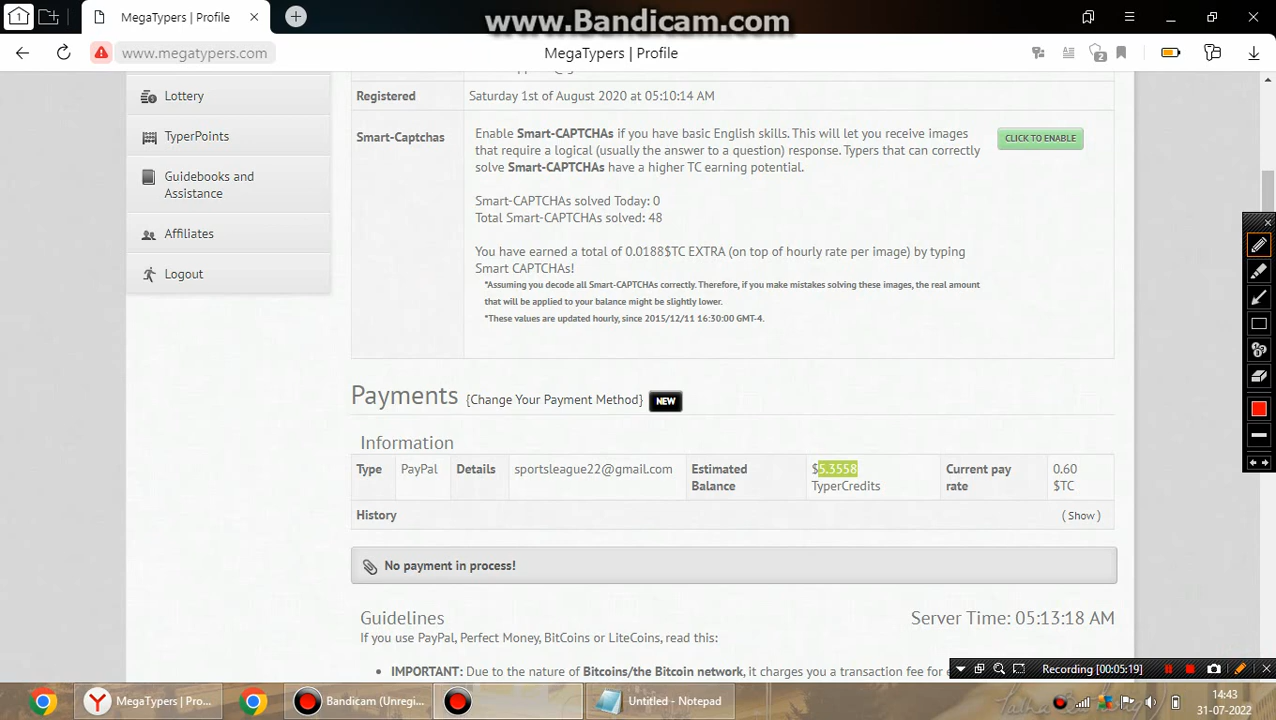 www.Bandicam.com
MegaTypers | Profile
www.megatypers.com
MegaTypers | Profile
2
Lottery
TyperPoints
Guidebooks and
Assistance
Affiliates
Logout
Registered
Saturday 1st of August 2020 at 05:10:14 AM
Smart-Captchas
Enable Smart-CAPTCHAs if you have basic English skills. This will let you receive images
that require a logical (usually the answer to a question) response. Typers that can correctly
solve Smart-CAPTCHAs have a higher TC earning potential.
CLICK TO ENABLE
Smart-CAPTCHAs solved Today: 0
Total Smart-CAPTCHAs solved: 48
You have earned a total of 0.0188$TC EXTRA (on top of hourly rate per image) by typing
Smart CAPTCHAs!
*Assuming you decode all Smart-CAPTCHAs correctly. Therefore, if you make mistakes solving these images, the real amount
that will be applied to your balance might be slightly lower.
*These values are updated hourly, since 2015/12/11 16:30:00 GMT-4.
Payments {Change Your Payment Method} NEW
Information
Type PayPal Details sportsleague22@gmail.com Estimated Balance $5.3558 TyperCredits Current pay rate 0.60 $TC
History (Show)
No payment in process!
Guidelines Server Time: 05:13:18 AM
If you use PayPal, Perfect Money, BitCoins or LiteCoins, read this:
• IMPORTANT: Due to the nature of Bitcoins/the Bitcoin network, it charges you a transaction fee for e
Recording [00:05:19]
MegaTypers | Pro...
Bandicam (Unregi...
Untitled - Notepad
14:43
31-07-2022